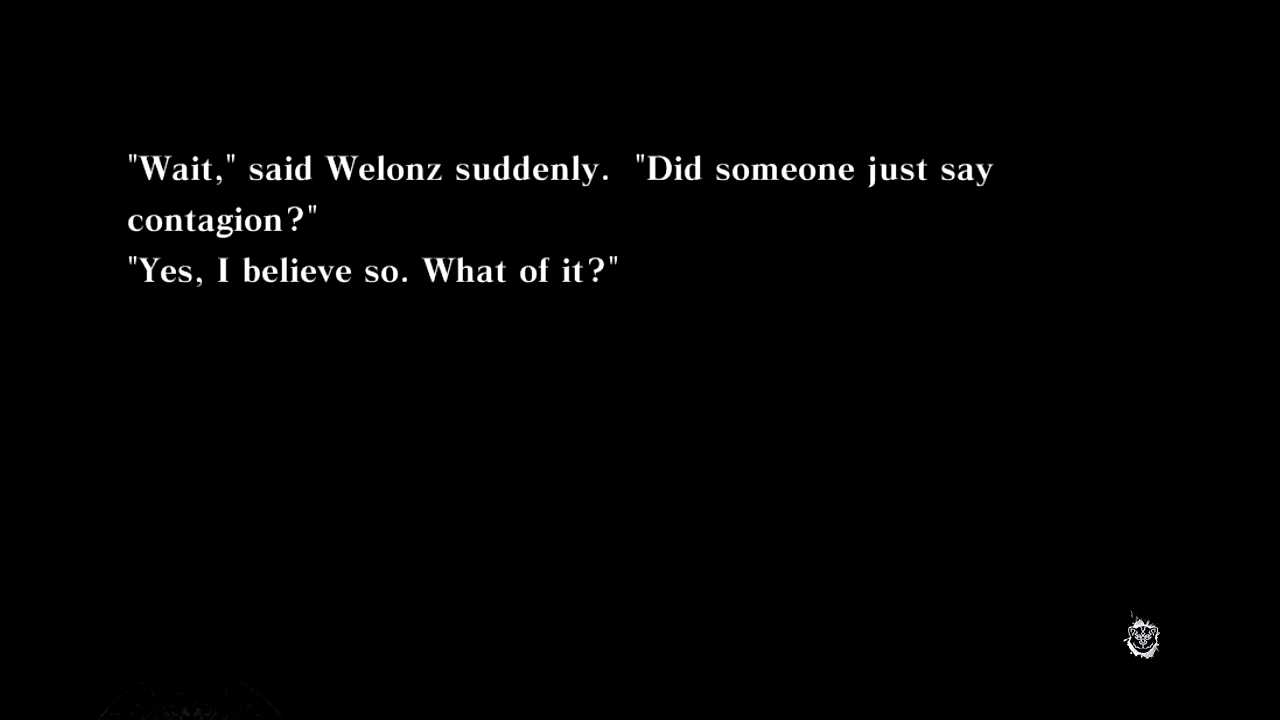 "Wait," said Welonz suddenly.  "Did someone just say
contagion?"
"Yes, I believe so. What of it?"